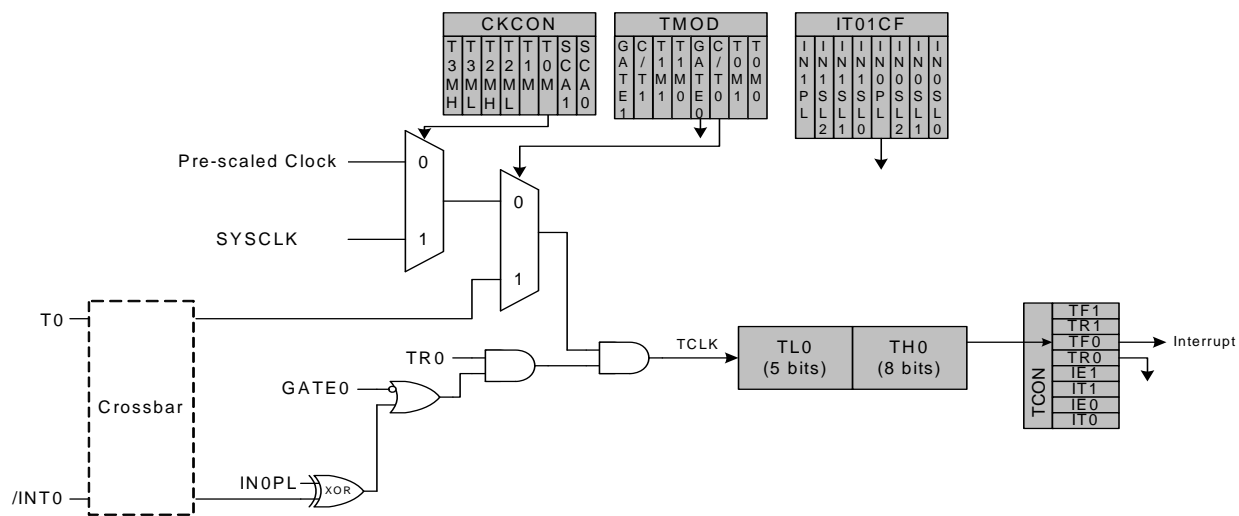 CKCON
T3MH
T3ML
T2MH
T2ML
T1M
T0M
SCA1
SCA0
TMOD
GATE1
C/T1
T1M1
T1M0
GATE0
C/T0
T0M1
T0M0
IT01CF
IN1PL
IN1SL2
IN1SL1
IN1SL0
IN0PL
IN0SL2
IN0SL1
IN0SL0
Pre-scaled Clock
0
SYSCLK
1
0
1
T0
Crossbar
/INT0
TR0
GATE0
IN0PL
XOR
TCLK
TL0
(5 bits)
TH0
(8 bits)
TCON
TF1
TR1
TF0
TR0
IE1
IT1
IE0
IT0
Interrupt